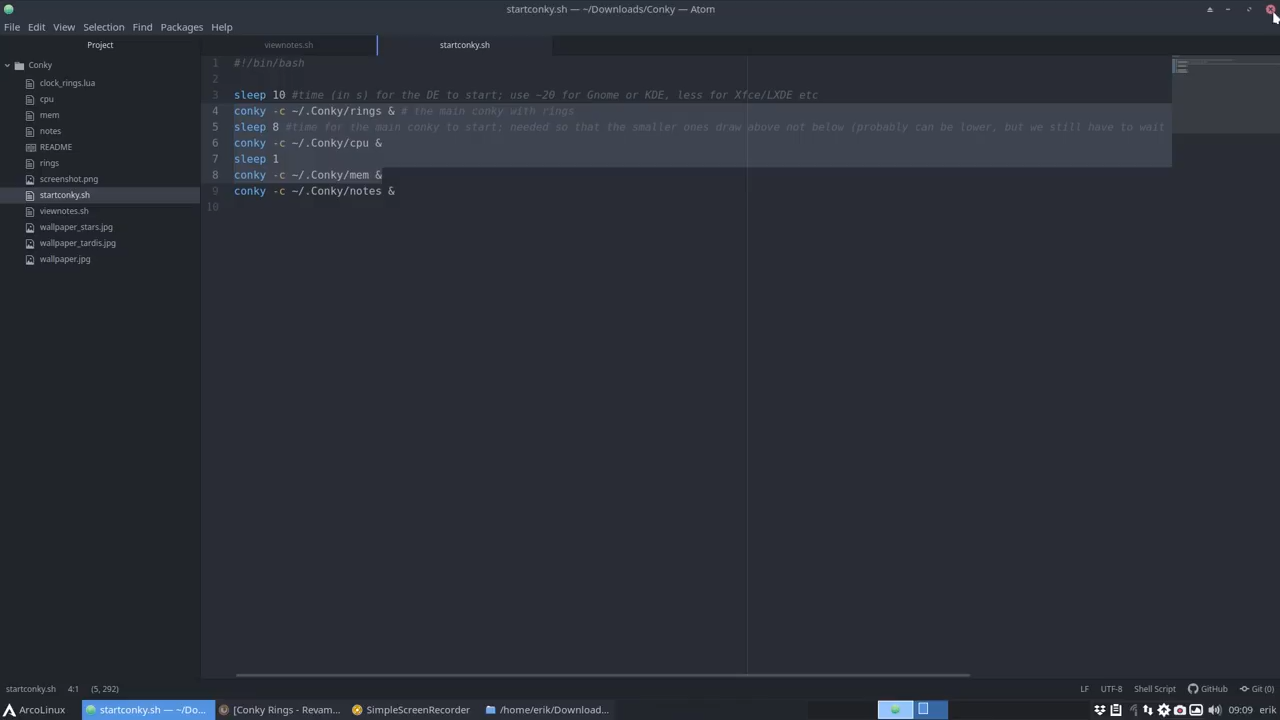 startconky.sh — ~/Downloads/Conky — Atom
File Edit View Selection Find Packages Help
Project
viewnotes.sh
startconky.sh
Conky
clock_rings.lua
cpu
mem
notes
README
rings
screenshot.png
startconky.sh
viewnotes.sh
wallpaper_stars.jpg
wallpaper_tardis.jpg
wallpaper.jpg
1 #!/bin/bash
2
3 sleep 10 #time (in s) for the DE to start; use ~20 for Gnome or KDE, less for Xfce/LXDE etc
4 conky -c ~/.Conky/rings & # the main conky with rings
5 sleep 8 #time for the main conky to start; needed so that the smaller ones draw above not below (probably can be lower, but we still have to wait
6 conky -c ~/.Conky/cpu &
7 sleep 1
8 conky -c ~/.Conky/mem &
9 conky -c ~/.Conky/notes &
10
startconky.sh 4:1 (5, 292) LF UTF-8 Shell Script GitHub Git (0)
ArcoLinux startconky.sh — ~/Do... [Conky Rings - Revam... SimpleScreenRecorder /home/erik/Download... 09:09 erik